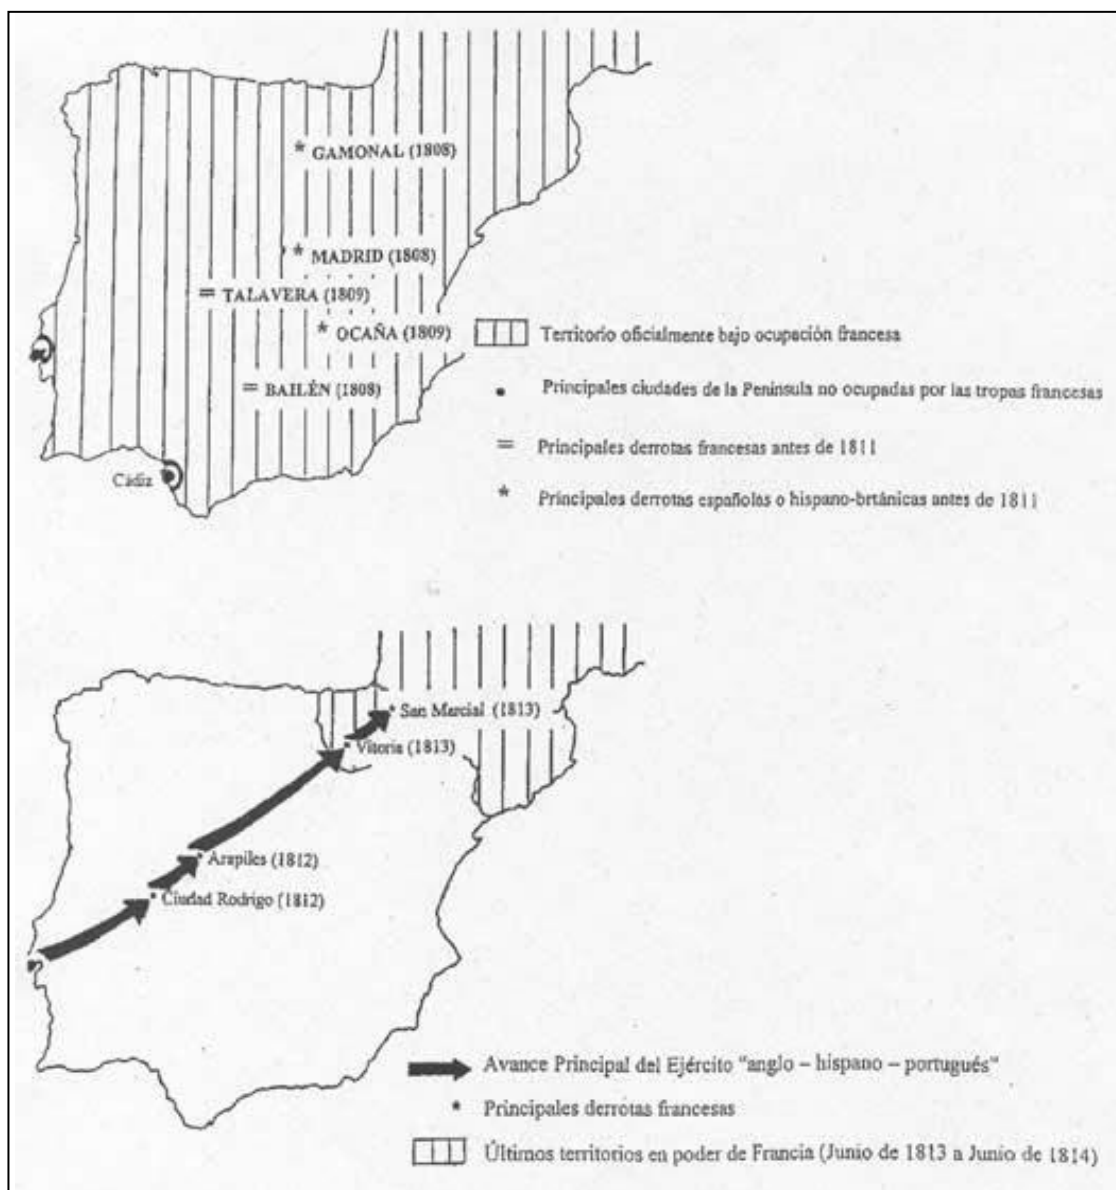 * GAMONAL (1808)
* MADRID (1808)
= TALAVERA (1809)
* OCAÑA (1809)
= BAILÉN (1808)
Cádiz
Territorio oficialmente bajo ocupación francesa
Principales ciudades de la Península no ocupadas por las tropas francesas
= Principales derrotas francesas antes de 1811
* Principales derrotas españolas o hispano-brtánicas antes de 1811
San Marcial (1813)
Vitoria (1813)
Arapiles (1812)
Ciudad Rodrigo (1812)
Avance Principal del Ejército "anglo – hispano – portugués"
* Principales derrotas francesas
Últimos territorios en poder de Francia (Junio de 1813 a Junio de 1814)